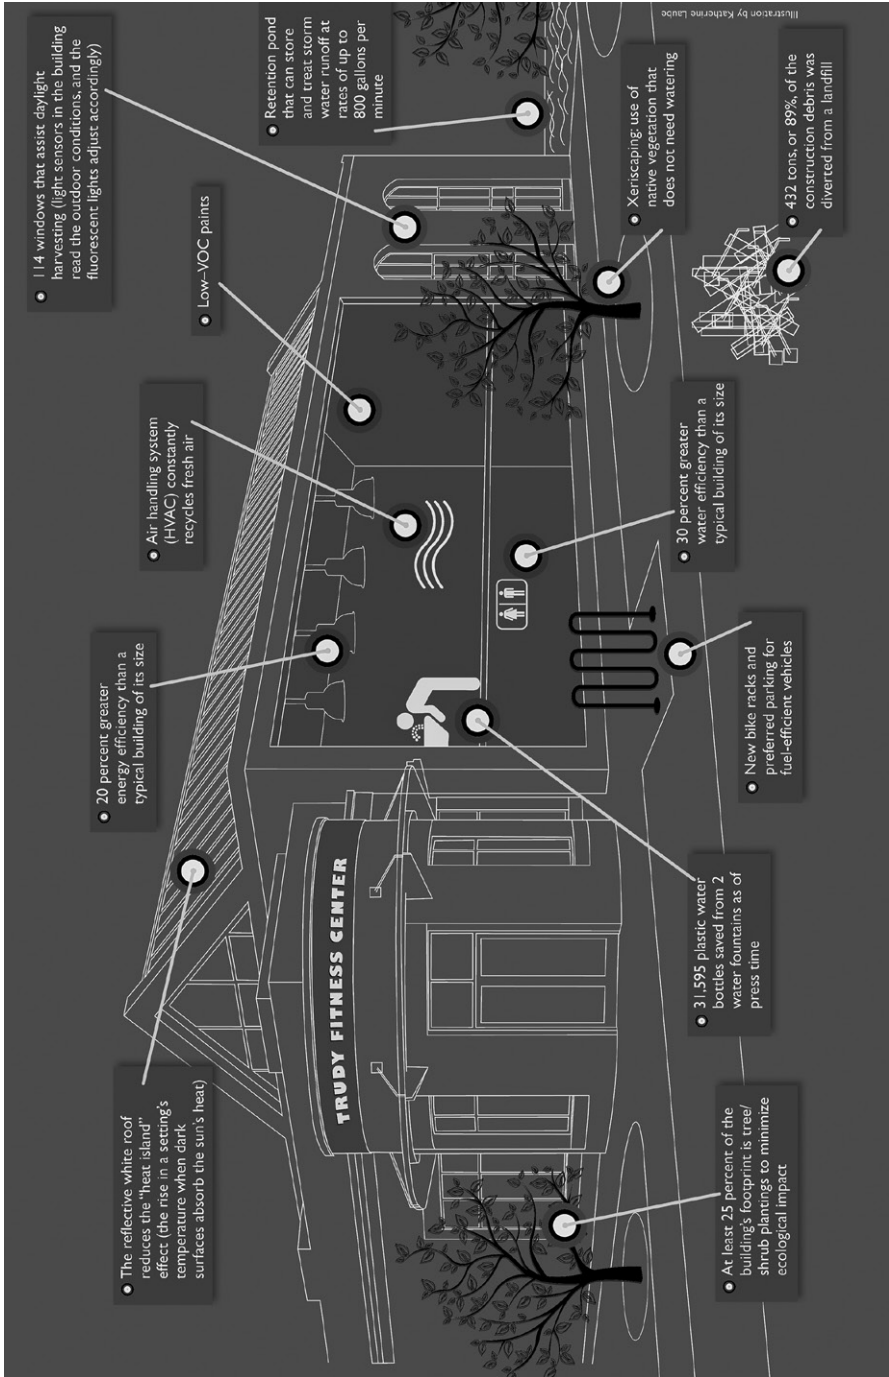 The reflective white roof
reduces the "heat island"
effect (the rise in a setting's
temperature when dark
surfaces absorb the sun's heat)
20 percent greater
energy efficiency than a
typical building of its size
Air handling system
(HVAC) constantly
recycles fresh air
Low–VOC paints
114 windows that assist daylight
harvesting (light sensors in the building
read the outdoor conditions, and the
fluorescent lights adjust accordingly)
Retention pond
that can store
and treat storm
water runoff at
rates of up to
800 gallons per
minute
TRUDY FITNESS CENTER
At least 25 percent of the
building's footprint is tree/
shrub plantings to minimize
ecological impact
31,595 plastic water
bottles saved from 2
water fountains as of
press time
New bike racks and
preferred parking for
fuel-efficient vehicles
30 percent greater
water efficiency than a
typical building of its size
Xeriscaping: use of
native vegetation that
does not need watering
432 tons, or 89%, of the
construction debris was
diverted from a landfill
Illustration by Katherine Laube